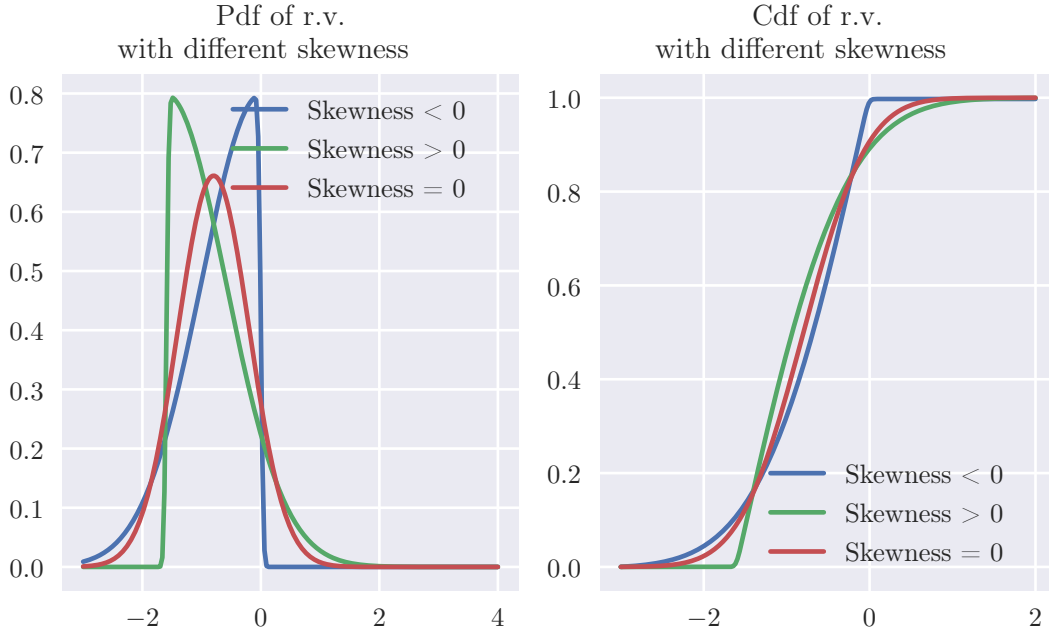 Pdf of r.v.
with different skewness
0.8
0.7
0.6
0.5
0.4
0.3
0.2
0.1
0.0
−2
0
2
4
Skewness < 0
Skewness > 0
Skewness = 0
Cdf of r.v.
with different skewness
1.0
0.8
0.6
0.4
0.2
0.0
−2
0
2
Skewness < 0
Skewness > 0
Skewness = 0